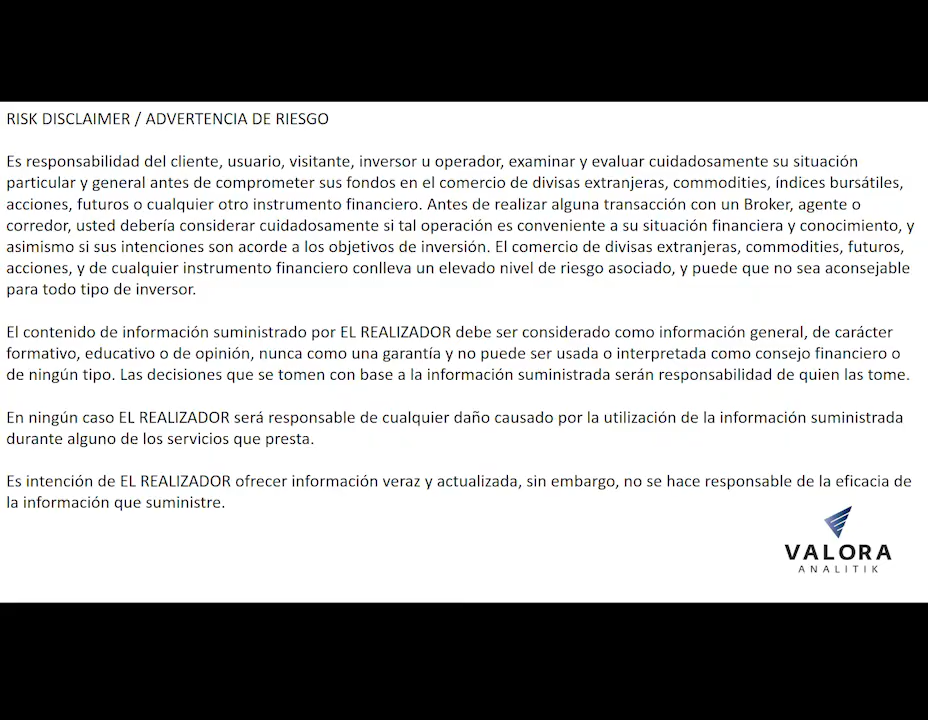 RISK DISCLAIMER / ADVERTENCIA DE RIESGO
Es responsabilidad del cliente, usuario, visitante, inversor u operador, examinar y evaluar cuidadosamente su situación
particular y general antes de comprometer sus fondos en el comercio de divisas extranjeras, commodities, índices bursátiles,
acciones, futuros o cualquier otro instrumento financiero. Antes de realizar alguna transacción con un Broker, agente o
corredor, usted debería considerar cuidadosamente si tal operación es conveniente a su situación financiera y conocimiento, y
asimismo si sus intenciones son acorde a los objetivos de inversión. El comercio de divisas extranjeras, commodities, futuros,
acciones, y de cualquier instrumento financiero conlleva un elevado nivel de riesgo asociado, y puede que no sea aconsejable
para todo tipo de inversor.
El contenido de información suministrado por EL REALIZADOR debe ser considerado como información general, de carácter
formativo, educativo o de opinión, nunca como una garantía y no puede ser usada o interpretada como consejo financiero o
de ningún tipo. Las decisiones que se tomen con base a la información suministrada serán responsabilidad de quien las tome.
En ningún caso EL REALIZADOR será responsable de cualquier daño causado por la utilización de la información suministrada
durante alguno de los servicios que presta.
Es intención de EL REALIZADOR ofrecer información veraz y actualizada, sin embargo, no se hace responsable de la eficacia de
la información que suministre.
VALORA
ANALITIK